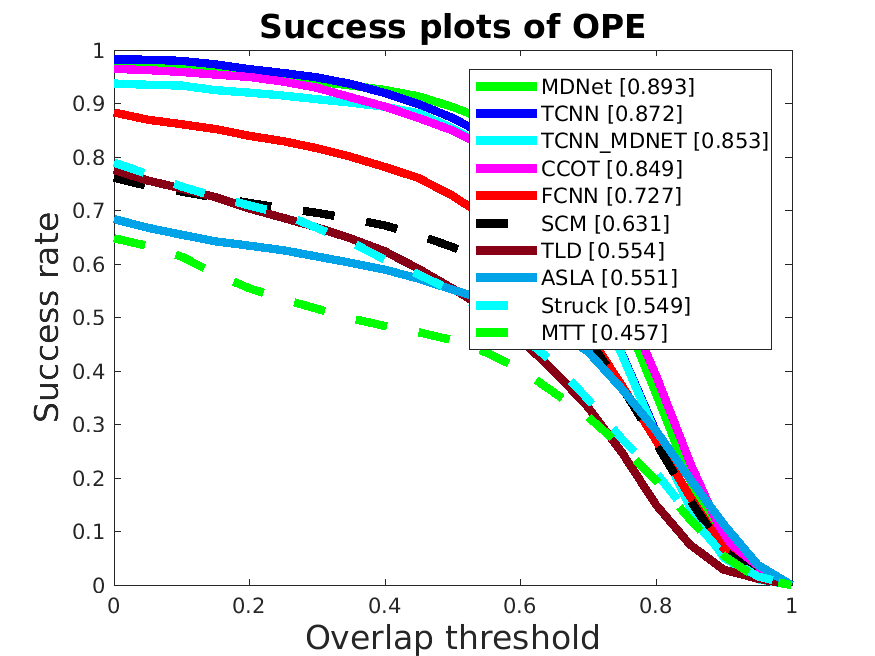 Success plots of OPE
1
0.9
0.8
0.7
0.6
0.5
0.4
0.3
0.2
0.1
0
Success rate
MDNet [0.893]
TCNN [0.872]
TCNN_MDNET [0.853]
CCOT [0.849]
FCNN [0.727]
SCM [0.631]
TLD [0.554]
ASLA [0.551]
Struck [0.549]
MTT [0.457]
0 0.2 0.4 0.6 0.8 1
Overlap threshold